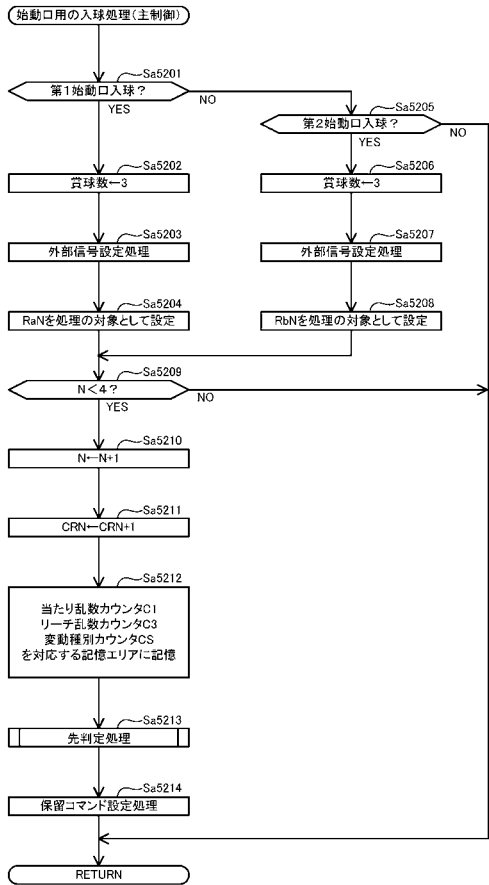 始動口用の入球処理(主制御)
Sa5201
第1始動口入球?
NO
YES
Sa5205
第2始動口入球?
NO
YES
Sa5202
賞球数←3
Sa5206
賞球数←3
Sa5203
外部信号設定処理
Sa5207
外部信号設定処理
Sa5204
RaNを処理の対象として設定
Sa5208
RbNを処理の対象として設定
Sa5209
N<4?
NO
YES
Sa5210
N←N+1
Sa5211
CRN←CRN+1
Sa5212
当たり乱数カウンタC1
リーチ乱数カウンタC3
変動種別カウンタCS
を対応する記憶エリアに記憶
Sa5213
先判定処理
Sa5214
保留コマンド設定処理
RETURN